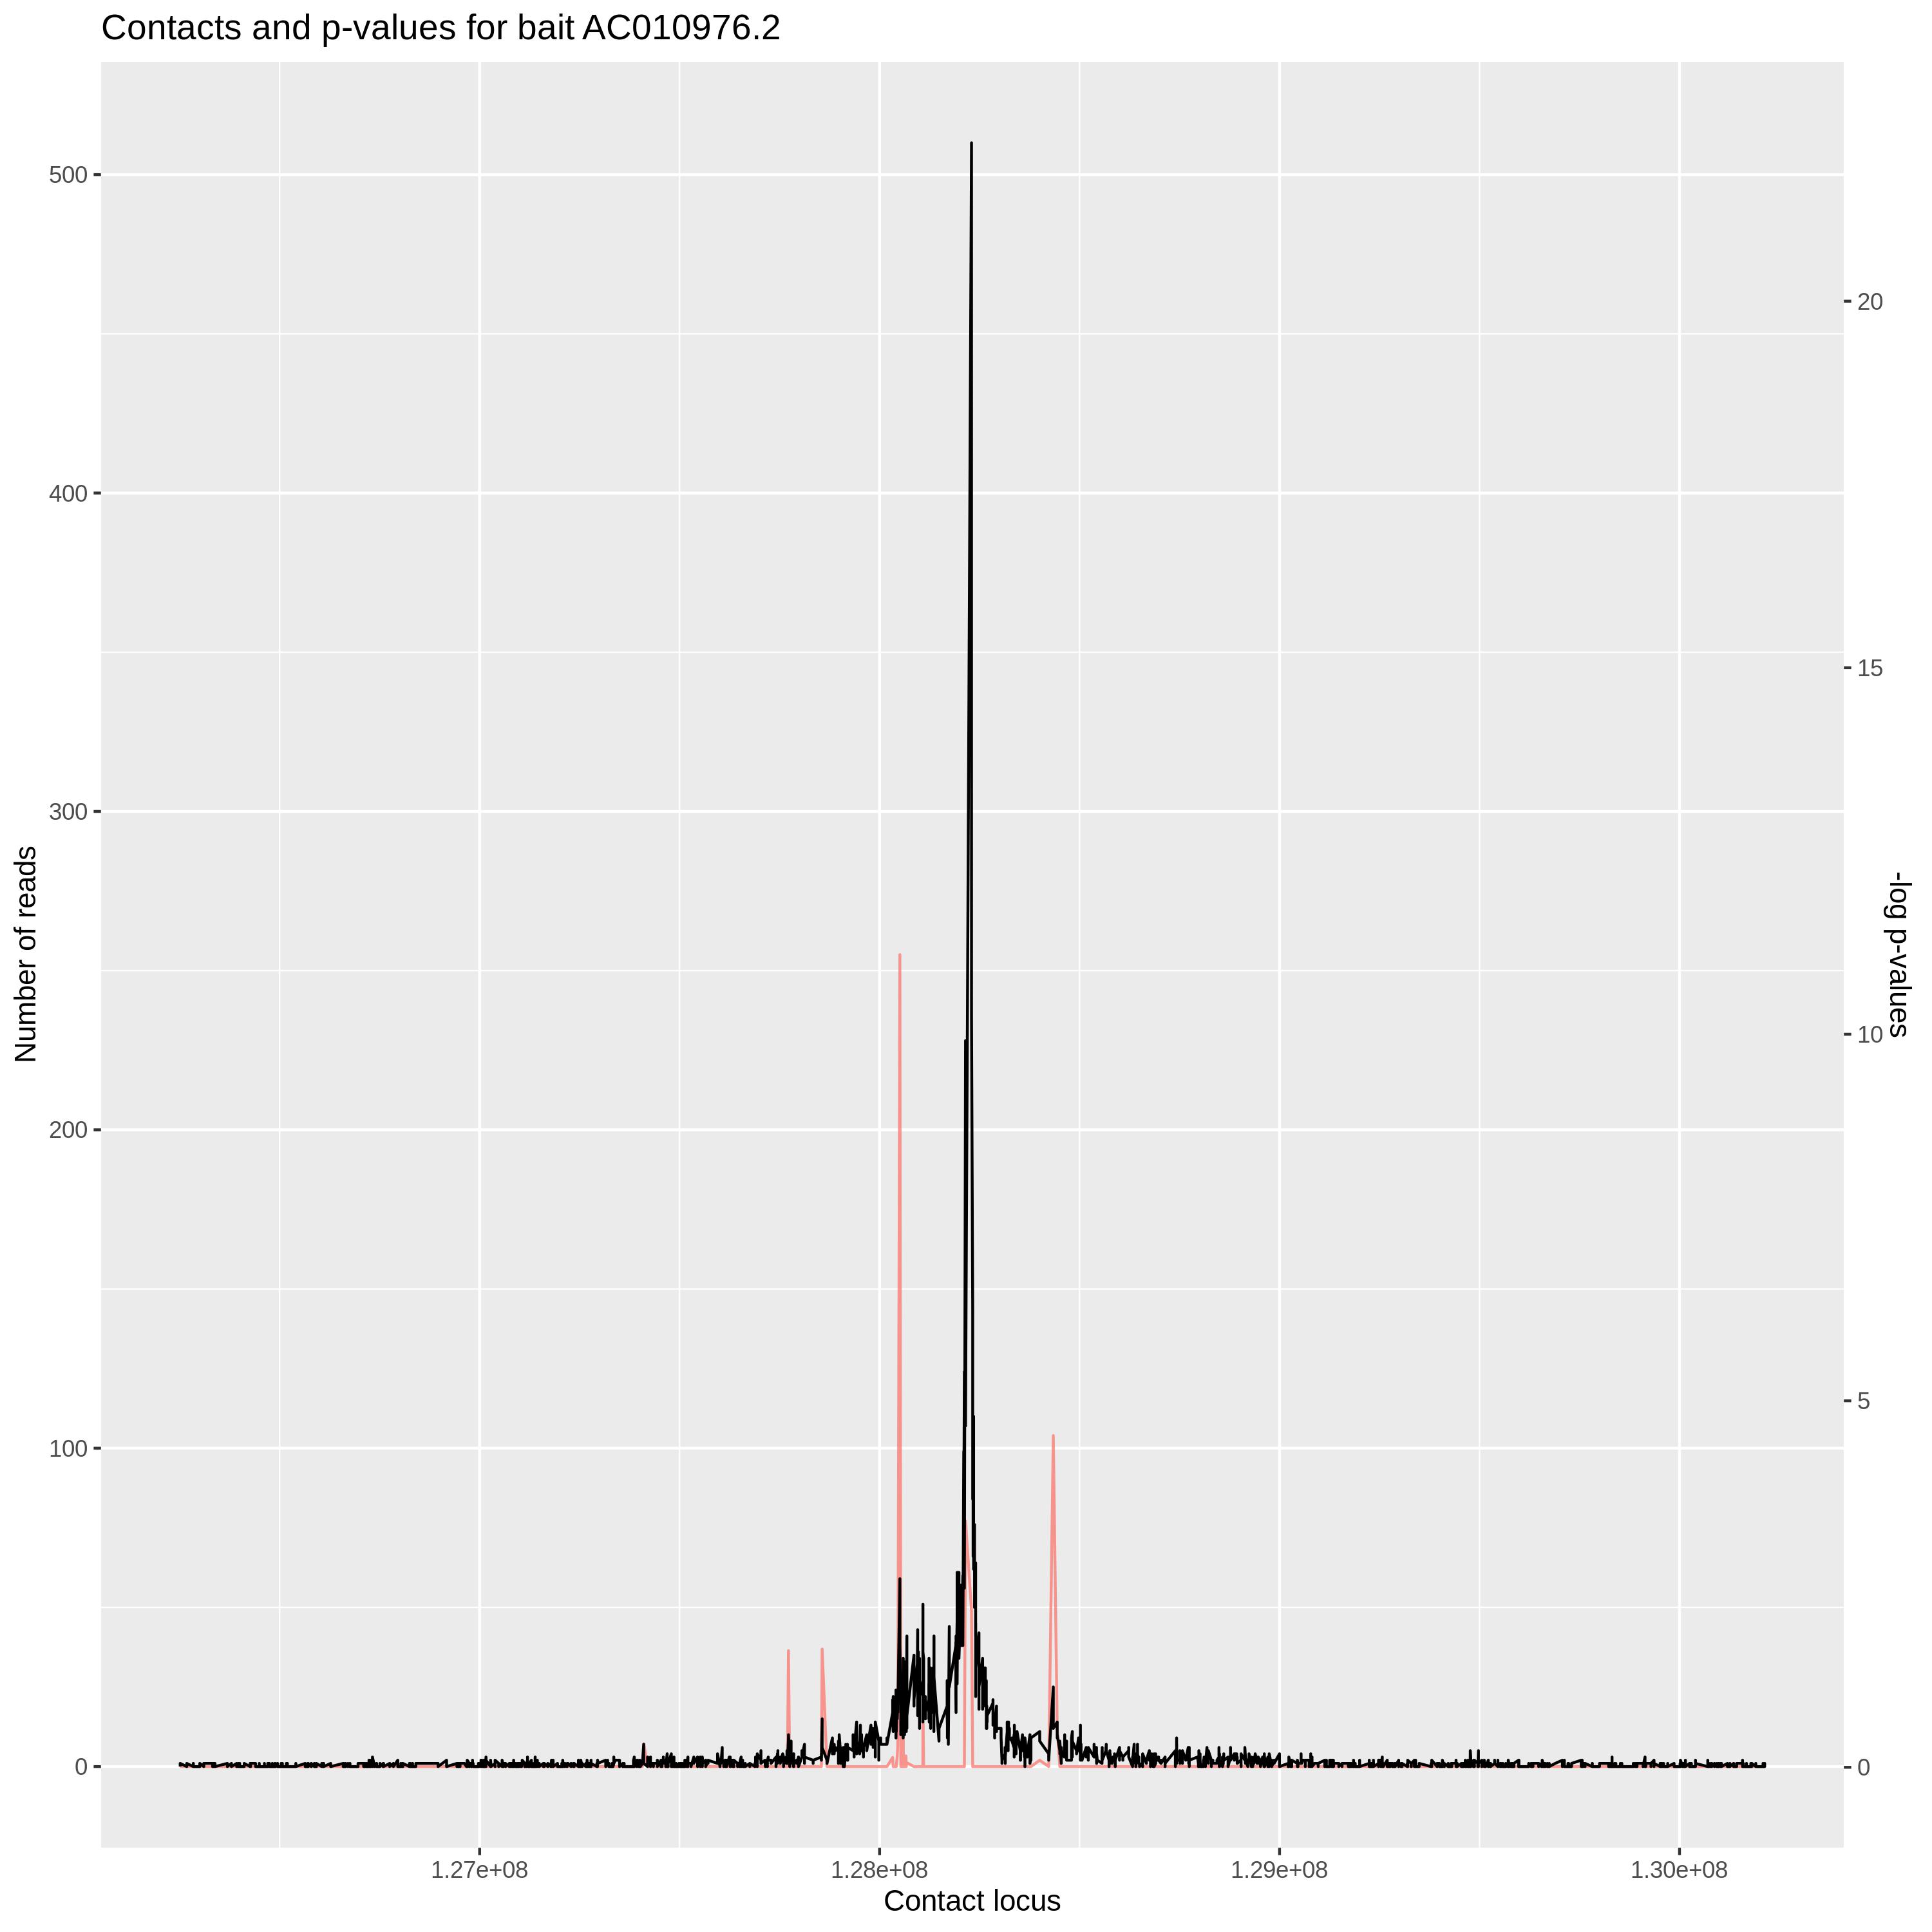 Contacts and p-values for bait AC010976.2
500
400
300
200
100
0
Number of reads
20
15
10
5
0
-log p-values
1.27e+08 1.28e+08 1.29e+08 1.30e+08
Contact locus